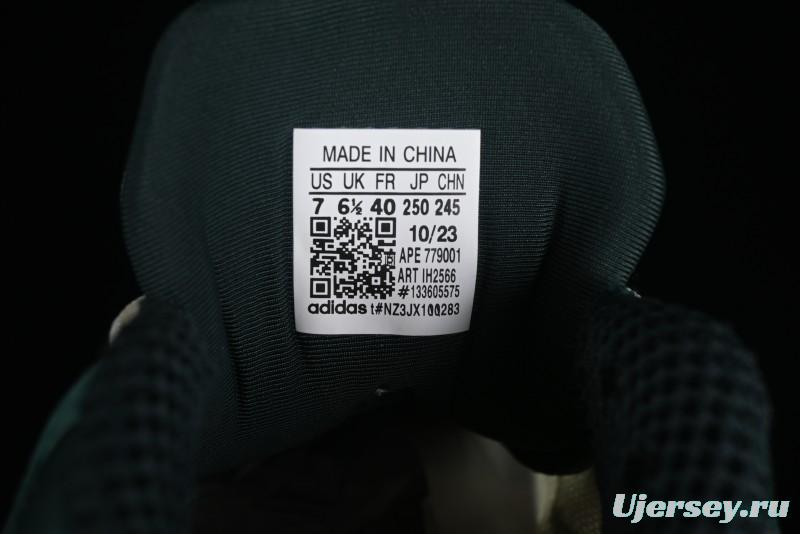 MADE IN CHINA
US UK FR JP CHN
7 6½ 40 250 245
10/23
APE 779001
ART IH2566
#133605575
adidas t#NZ3JX100283
Ujersey.ru